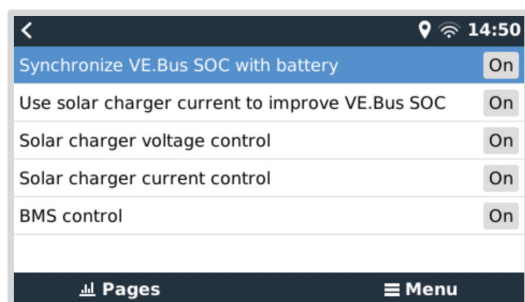 14:50
Synchronize VE.Bus SOC with battery On
Use solar charger current to improve VE.Bus SOC On
Solar charger voltage control On
Solar charger current control On
BMS control On
Pages Menu